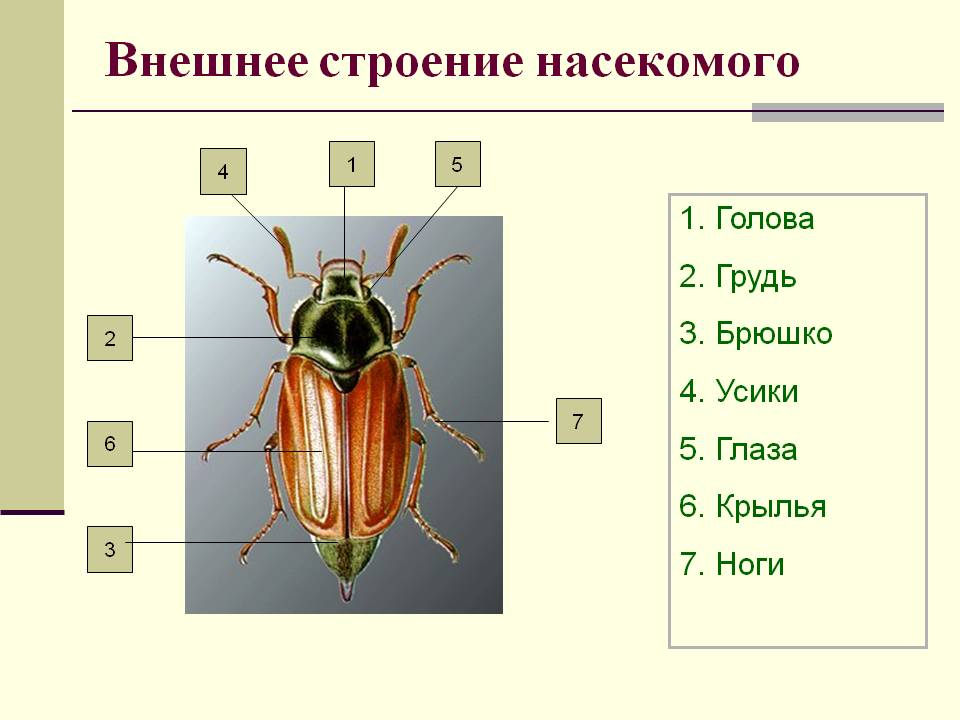 Внешнее строение насекомого
4
1
5
2
6
3
7
1. Голова
2. Грудь
3. Брюшко
4. Усики
5. Глаза
6. Крылья
7. Ноги